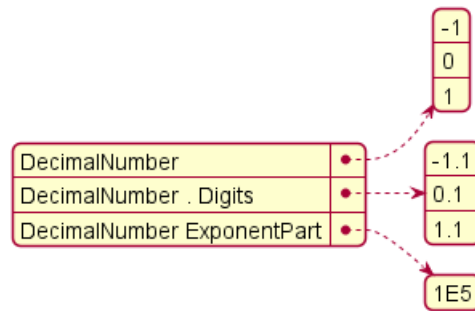 -1
0
1
DecimalNumber
DecimalNumber . Digits
DecimalNumber ExponentPart
-1.1
0.1
1.1
1E5